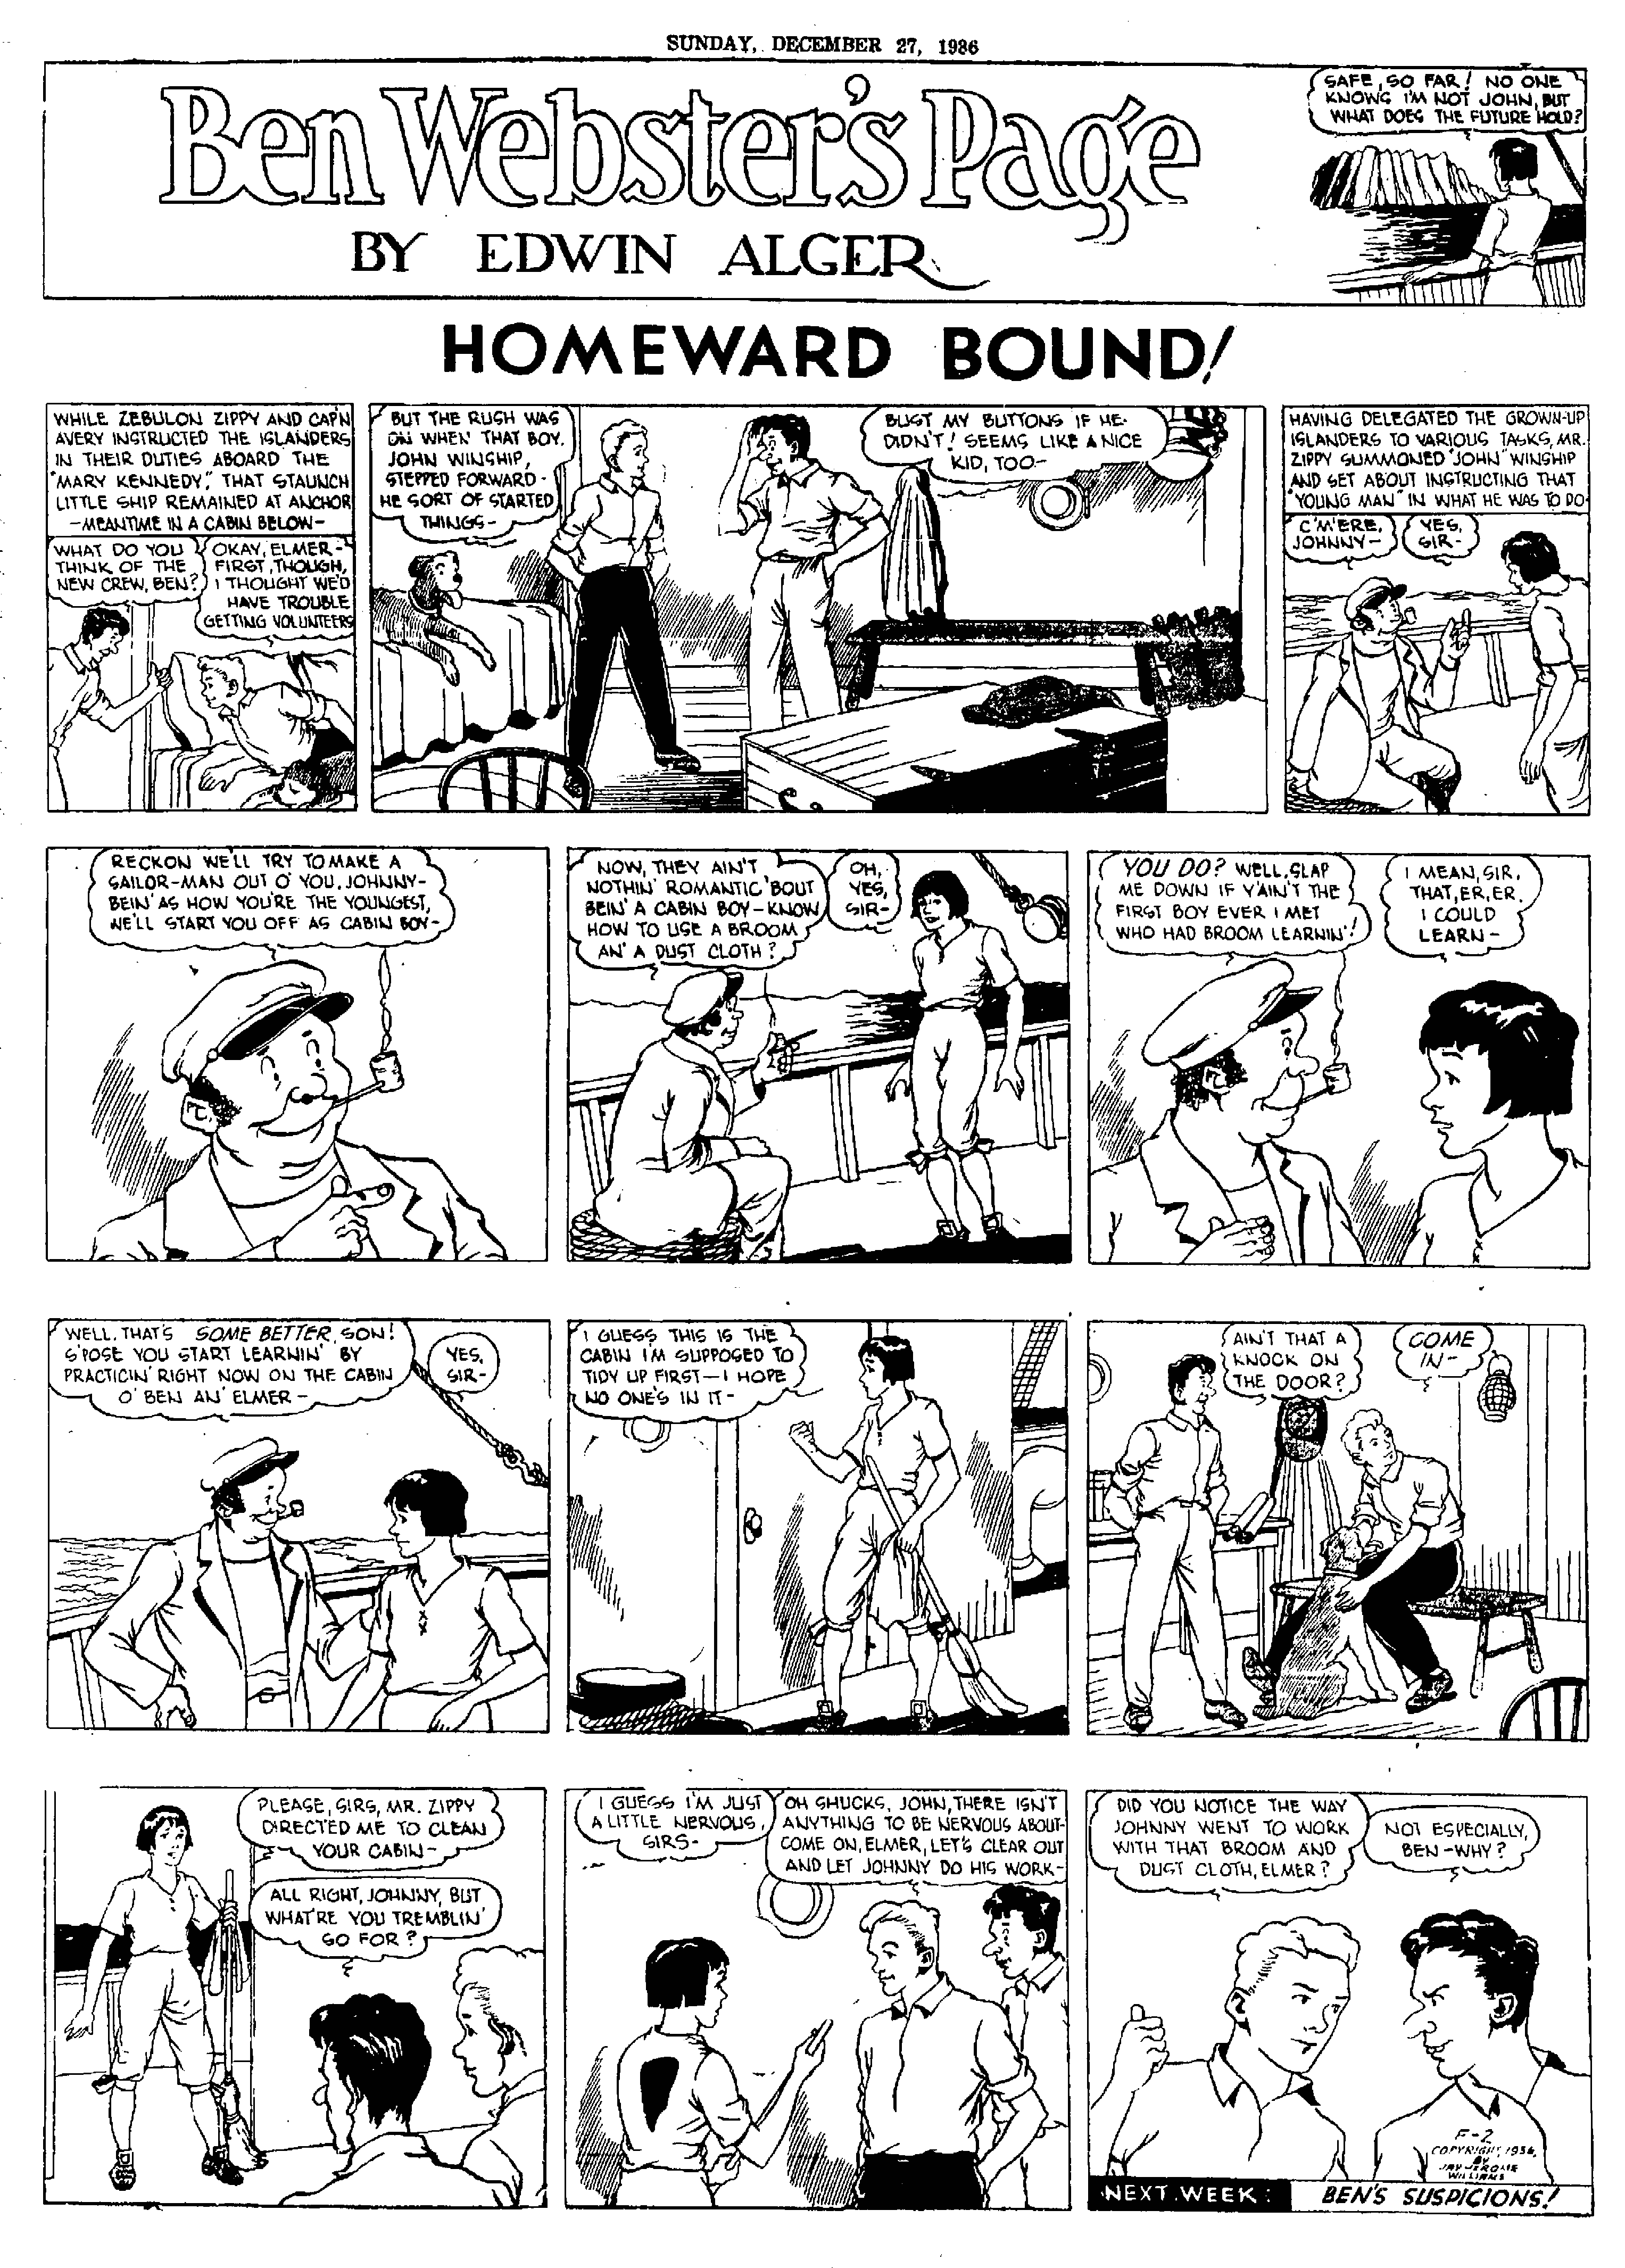 SUNDAY, DECEMBER 27, 1936
Ben Webster's Page
BY EDWIN ALGER
SAFE, SO FAR! NO ONE
KNOWS I'M NOT JOHN, BUT
WHAT DOES THE FUTURE HOLD?
HOMEWARD BOUND!
WHILE ZEBULON ZIPPY AND CAP'N
AVERY INSTRUCTED THE ISLANDERS
IN THEIR DUTIES ABOARD THE
"MARY KENNEDY," THAT STAUNCH
LITTLE SHIP REMAINED AT ANCHOR
-MEANTIME IN A CABIN BELOW-
WHAT DO YOU
THINK OF THE
NEW CREW, BEN?
OKAY, ELMER-
FIRST, THOUGH,
I THOUGHT WE'D
HAVE TROUBLE
GETTING VOLUNTEERS
BUT THE RUSH WAS
ON WHEN THAT BOY,
JOHN WINSHIP,
STEPPED FORWARD-
HE SORT OF STARTED
THINGS-
BUST MY BUTTONS IF HE
DIDN'T! SEEMS LIKE A NICE
KID, TOO-
HAVING DELEGATED THE GROWN-UP
ISLANDERS TO VARIOUS TASKS, MR.
ZIPPY SUMMONED "JOHN" WINSHIP
AND SET ABOUT INSTRUCTING THAT
"YOUNG MAN" IN WHAT HE WAS TO DO-
C'M'ERE,
JOHNNY-
YES,
SIR-
RECKON WE'LL TRY TO MAKE A
SAILOR-MAN OUT O' YOU, JOHNNY-
BEIN' AS HOW YOU'RE THE YOUNGEST,
WE'LL START YOU OFF AS CABIN BOY-
NOW, THEY AIN'T
NOTHIN' ROMANTIC 'BOUT
BEIN' A CABIN BOY-KNOW
HOW TO USE A BROOM
AN' A DUST CLOTH?
OH,
YES,
SIR-
YOU DO? WELL, SLAP
ME DOWN IF Y'AIN'T THE
FIRST BOY EVER I MET
WHO HAD BROOM LEARNIN'!
I MEAN, SIR,
THAT, ER, ER,
I COULD
LEARN-
WELL, THAT'S SOME BETTER, SON!
S'POSE YOU START LEARNIN' BY
PRACTICIN' RIGHT NOW ON THE CABIN
O' BEN AN' ELMER-
YES,
SIR-
I GUESS THIS IS THE
CABIN I'M SUPPOSED TO
TIDY UP FIRST-I HOPE
NO ONE'S IN IT-
AIN'T THAT A
KNOCK ON
THE DOOR?
COME
IN-
PLEASE, SIRS, MR. ZIPPY
DIRECTED ME TO CLEAN
YOUR CABIN-
ALL RIGHT, JOHNNY, BUT
WHAT'RE YOU TREMBLIN'
SO FOR?
I GUESS I'M JUST
A LITTLE NERVOUS,
SIRS-
OH SHUCKS, JOHN, THERE ISN'T
ANYTHING TO BE NERVOUS ABOUT-
COME ON, ELMER, LET'S CLEAR OUT
AND LET JOHNNY DO HIS WORK-
DID YOU NOTICE THE WAY
JOHNNY WENT TO WORK
WITH THAT BROOM AND
DUST CLOTH, ELMER?
NOT ESPECIALLY,
BEN-WHY?
F-2
COPYRIGHT, 1936,
BY
JAY JEROME
WILLIAMS
NEXT WEEK: BEN'S SUSPICIONS!